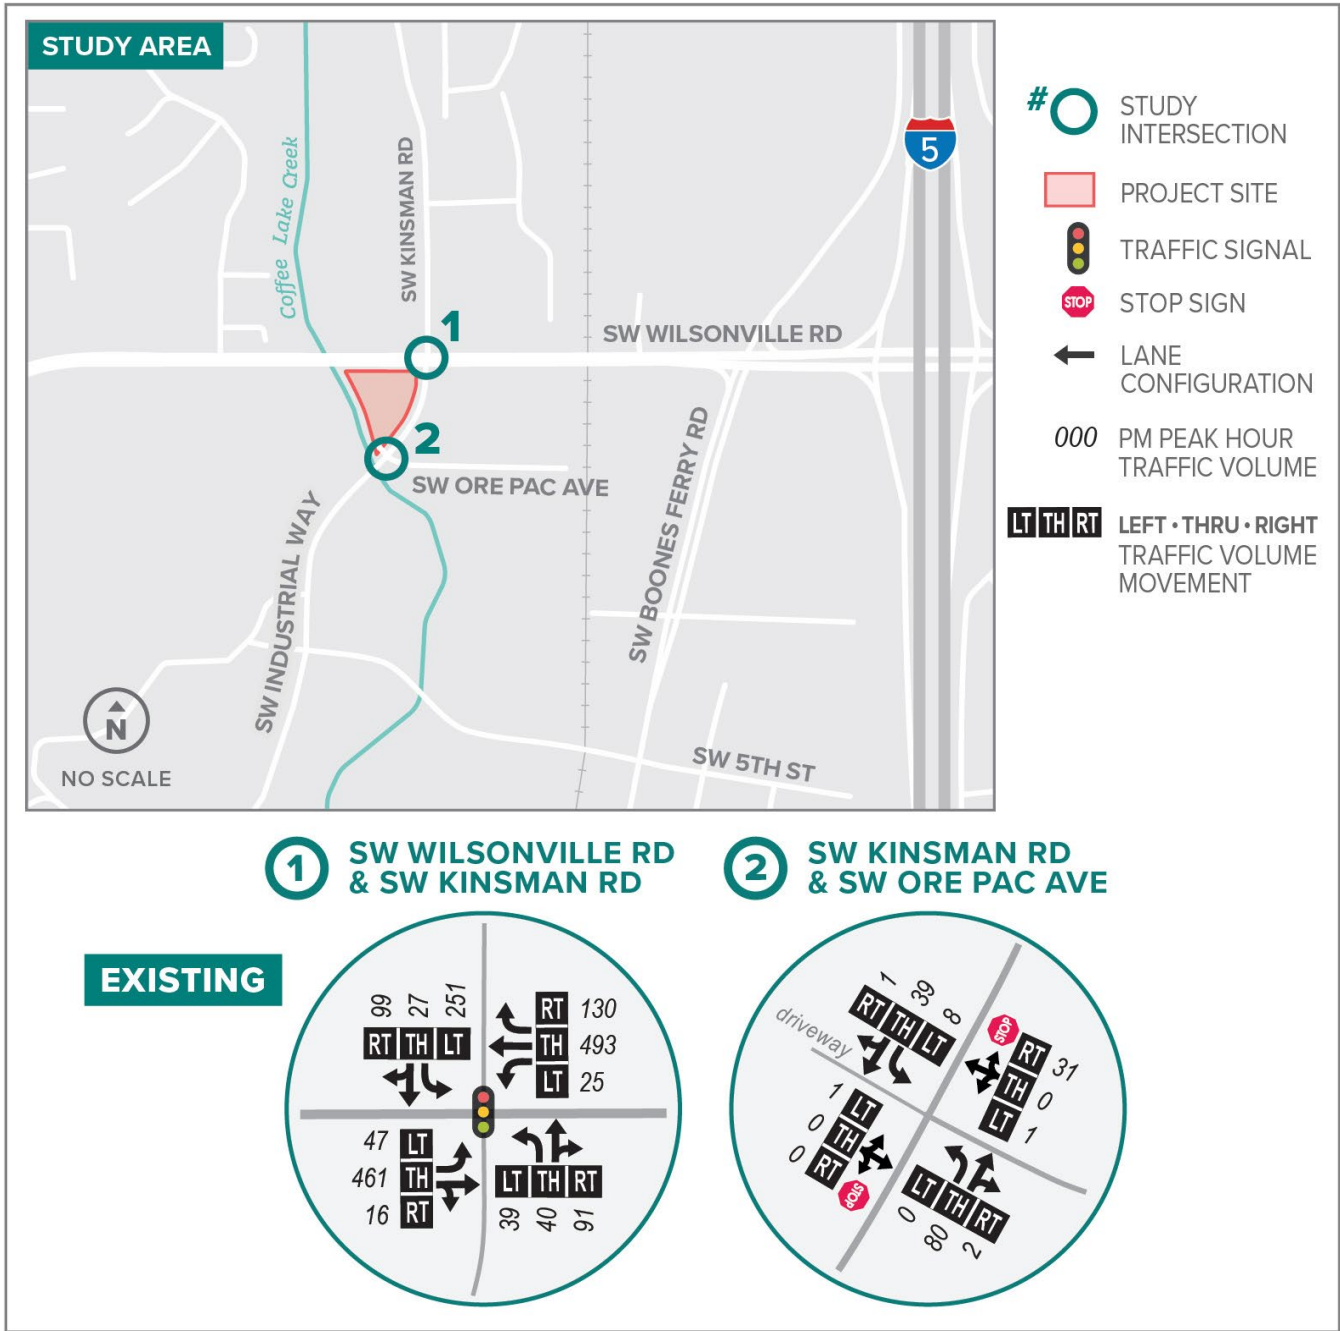 STUDY AREA
Coffee Lake Creek
SW KINSMAN RD
5
1
SW WILSONVILLE RD
2
SW ORE PAC AVE
SW BOONES FERRY RD
SW INDUSTRIAL WAY
N
NO SCALE
SW 5TH ST
#
STUDY
INTERSECTION
PROJECT SITE
TRAFFIC SIGNAL
STOP
STOP SIGN
LANE
CONFIGURATION
000
PM PEAK HOUR
TRAFFIC VOLUME
LT TH RT
LEFT • THRU • RIGHT
TRAFFIC VOLUME
MOVEMENT
1
SW WILSONVILLE RD
& SW KINSMAN RD
2
SW KINSMAN RD
& SW ORE PAC AVE
EXISTING
99 27 251
RT TH LT
RT 130
TH 493
LT 25
47 LT
461 TH
16 RT
LT TH RT
39 40 91
driveway
1 39 8
RT TH LT
STOP
RT 31
TH 0
LT 1
1 LT
0 TH
0 RT
STOP
LT TH RT
0 80 2